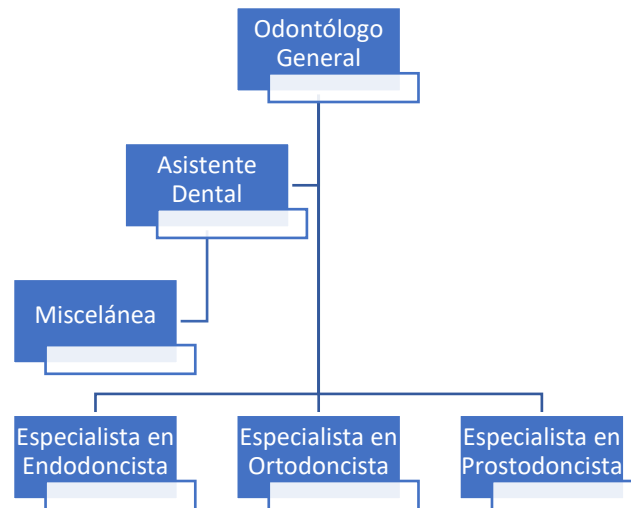 Odontólogo
General
Asistente
Dental
Miscelánea
Especialista en
Endodoncista
Especialista en
Ortodoncista
Especialista en
Prostodoncista